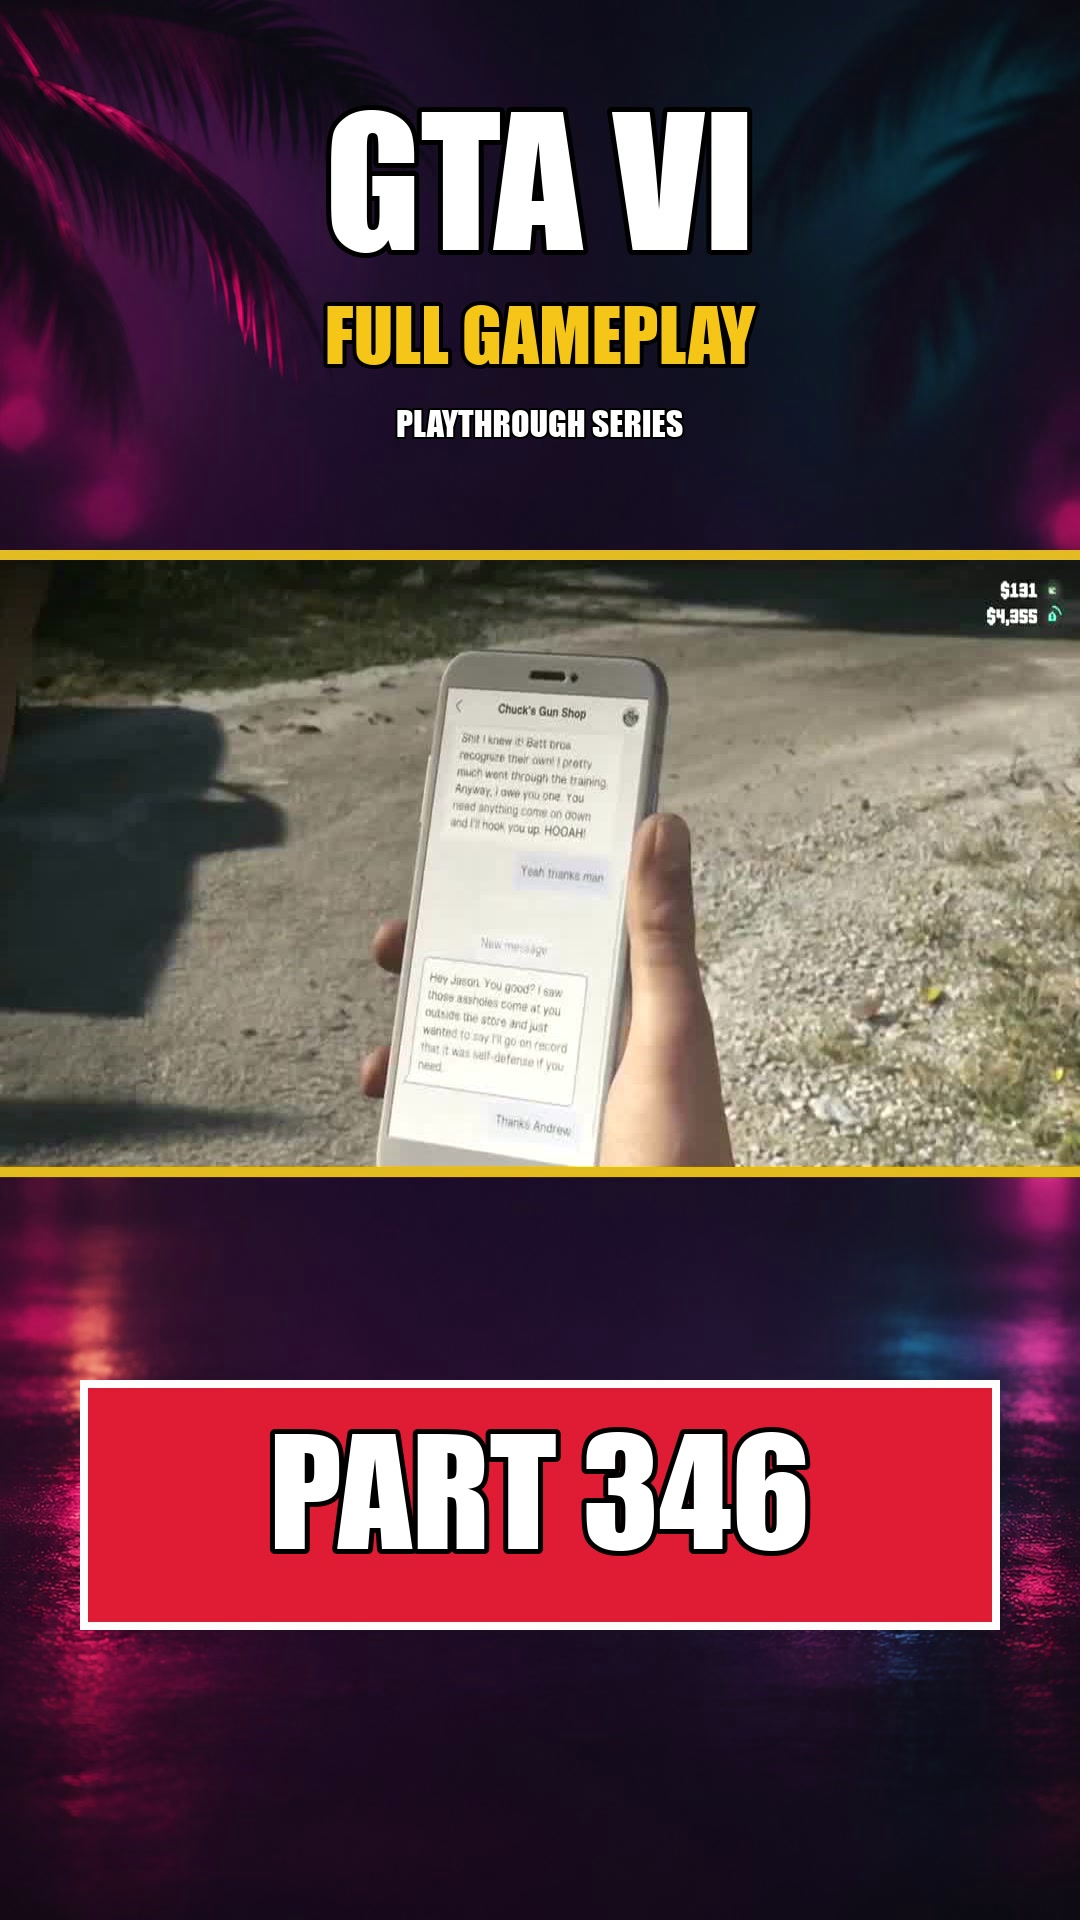 GTA VI
FULL GAMEPLAY
PLAYTHROUGH SERIES
$131
$4,355
Chuck's Gun Shop
Shit I knew it! Batt bros
recognize their own! I pretty
much went through the training.
Anyway, I owe you one. You
need anything come on down
and I'll hook you up. HOOAH!
Yeah thanks man
New message
Hey Jason. You good? I saw
those assholes come at you
outside the store and just
wanted to say I'll go on record
that it was self-defense if you
need.
Thanks Andrew
PART 346